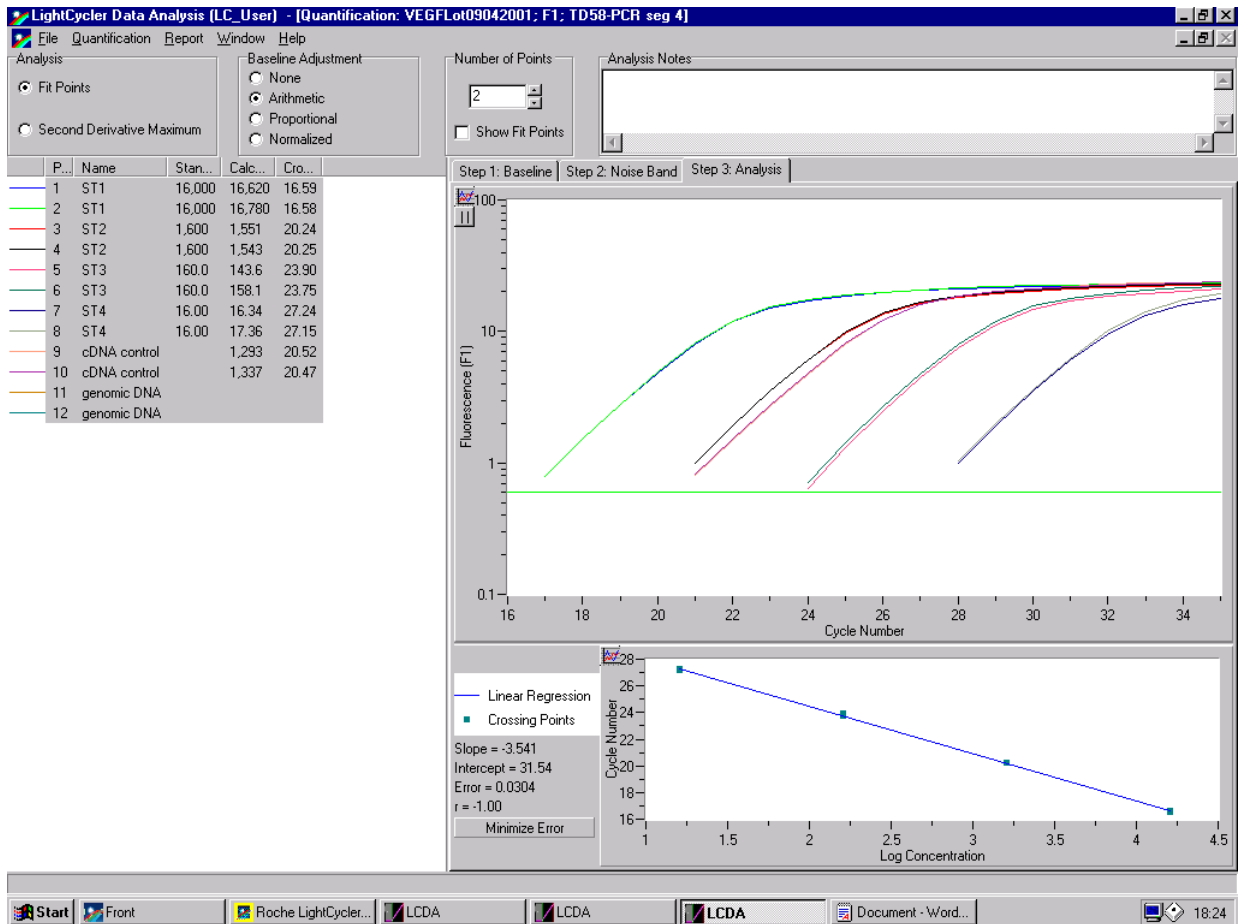 LightCycler Data Analysis (LC_User) - [Quantification: VEGFLot09042001; F1; TD58-PCR seg 4]
File Quantification Report Window Help
Analysis
Fit Points
Second Derivative Maximum
Baseline Adjustment
None
Arithmetic
Proportional
Normalized
Number of Points
2
Show Fit Points
Analysis Notes
P... Name Stan... Calc... Cro...
1 ST1 16,000 16,620 16.59
2 ST1 16,000 16,780 16.58
3 ST2 1,600 1,551 20.24
4 ST2 1,600 1,543 20.25
5 ST3 160.0 143.6 23.90
6 ST3 160.0 158.1 23.75
7 ST4 16.00 16.34 27.24
8 ST4 16.00 17.36 27.15
9 cDNA control 1,293 20.52
10 cDNA control 1,337 20.47
11 genomic DNA
12 genomic DNA
Step 1: Baseline Step 2: Noise Band Step 3: Analysis
100
10
1
0.1
Fluorescence (F1)
16 18 20 22 24 26 28 30 32 34
Cycle Number
Linear Regression
Crossing Points
Slope = -3.541
Intercept = 31.54
Error = 0.0304
r = -1.00
Minimize Error
28
26
24
22
20
18
16
Cycle Number
1 1.5 2 2.5 3 3.5 4 4.5
Log Concentration
Start Front Roche LightCycler... LCDA LCDA LCDA Document - Word... 18:24